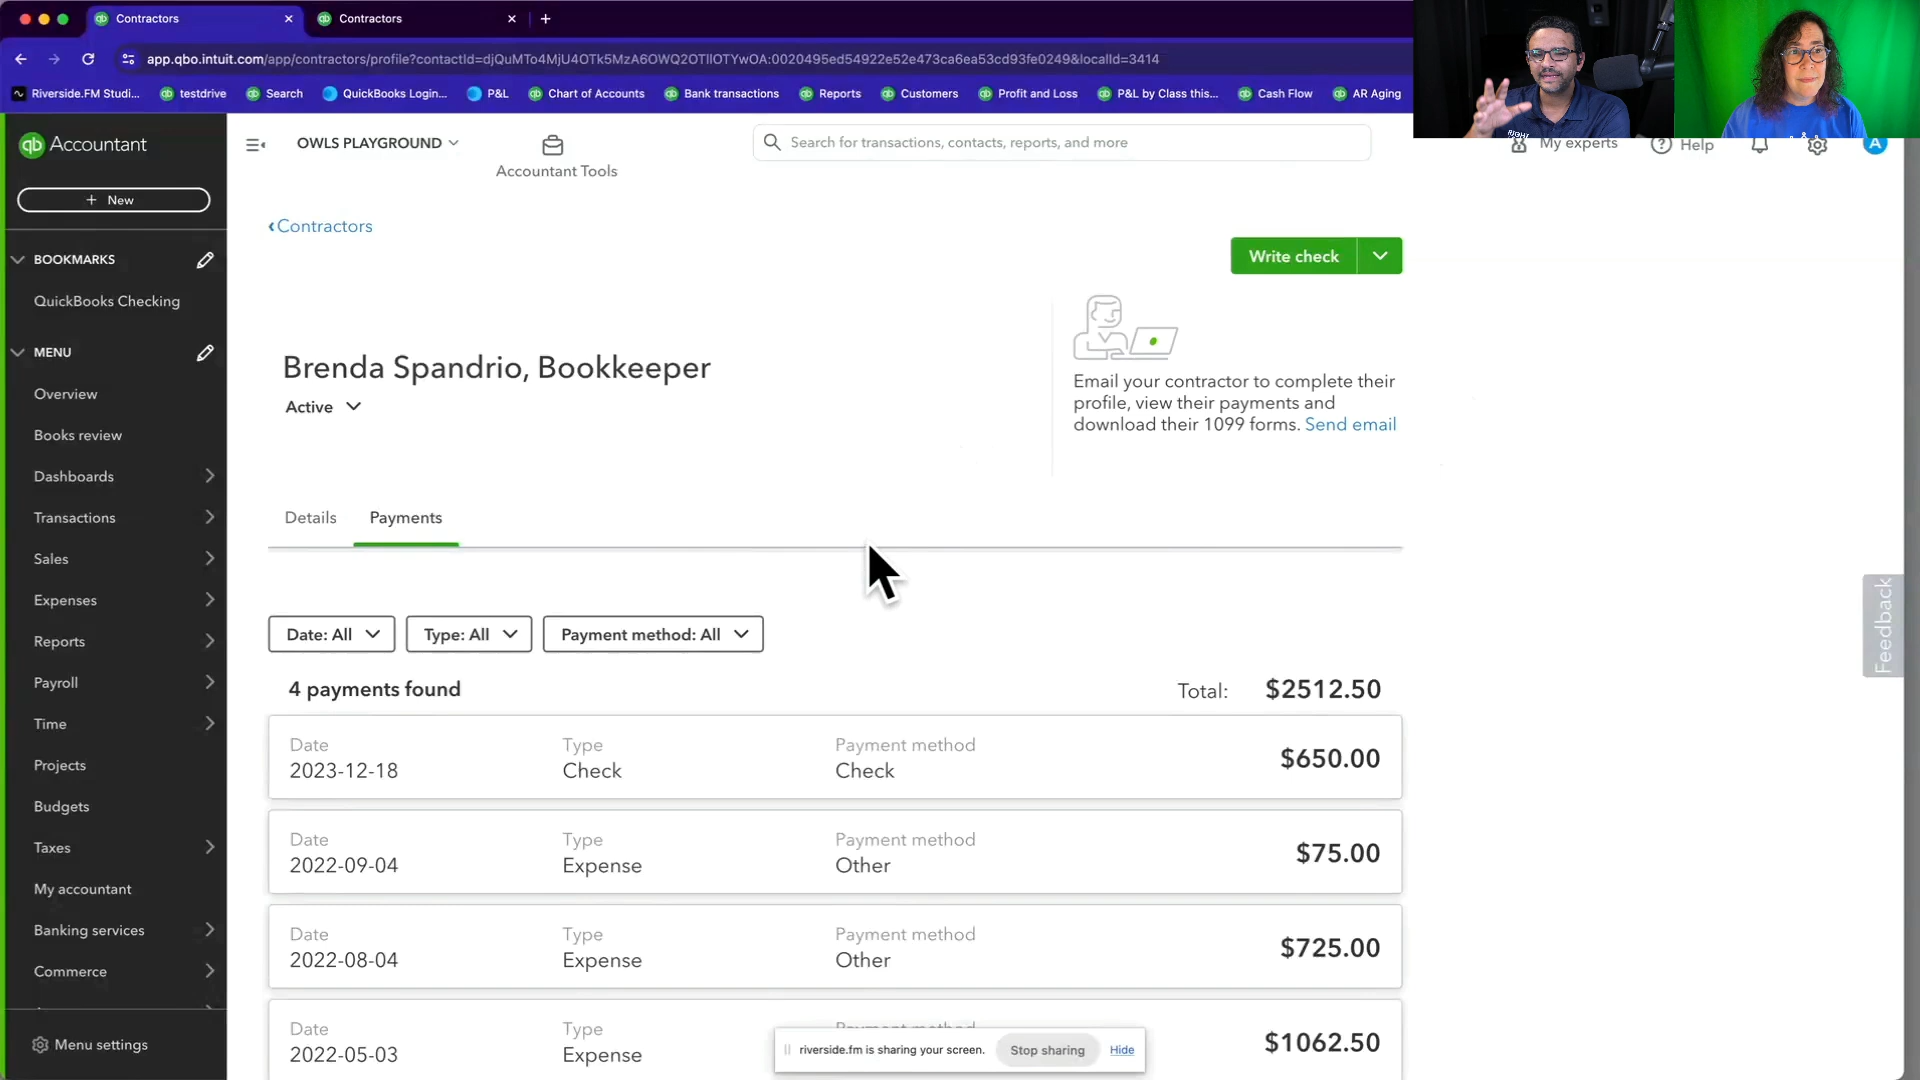 Contractors
Contractors
app.qbo.intuit.com/app/contractors/profile?contactId=djQuMTo4MjU4OTk5MzA6OWQ2OTllOTYwOA:0020495ed54922e52e473ca6ea53cd93fe0249&localId=3414
Riverside.FM Studi...
testdrive
Search
QuickBooks Login...
P&L
Chart of Accounts
Bank transactions
Reports
Customers
Profit and Loss
P&L by Class this...
Cash Flow
AR Aging
qb Accountant
OWLS PLAYGROUND
Accountant Tools
Search for transactions, contacts, reports, and more
My experts
Help
A
+ New
BOOKMARKS
QuickBooks Checking
MENU
Overview
Books review
Dashboards
Transactions
Sales
Expenses
Reports
Payroll
Time
Projects
Budgets
Taxes
My accountant
Banking services
Commerce
Menu settings
‹Contractors
Write check
Brenda Spandrio, Bookkeeper
Active
Email your contractor to complete their
profile, view their payments and
download their 1099 forms. Send email
Details
Payments
Date: All
Type: All
Payment method: All
4 payments found
Total: $2512.50
Date Type Payment method
2023-12-18 Check Check $650.00
Date Type Payment method
2022-09-04 Expense Other $75.00
Date Type Payment method
2022-08-04 Expense Other $725.00
Date Type Payment method
2022-05-03 Expense $1062.50
riverside.fm is sharing your screen.
Stop sharing
Hide
Feedback